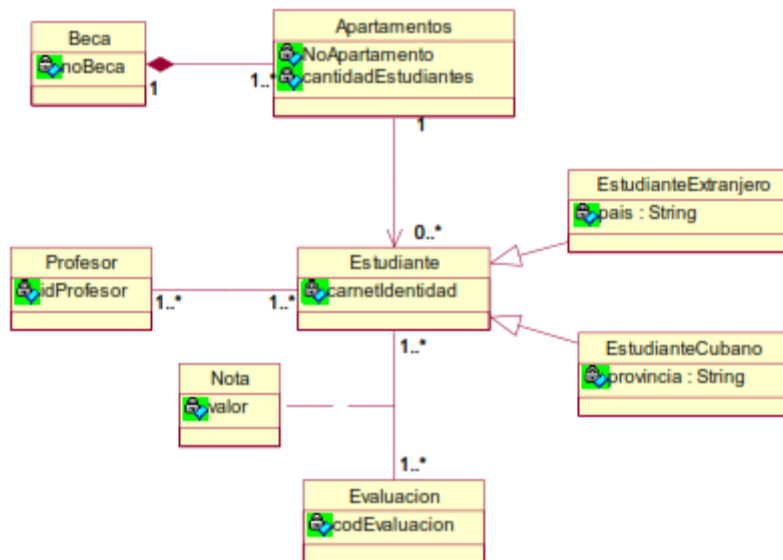 Beca
noBeca
1
1..*
Apartamentos
NoApartamento
cantidadEstudiantes
1
0..*
EstudianteExtranjero
pais : String
Profesor
idProfesor
1..*
1..*
Estudiante
carnetIdentidad
1..*
EstudianteCubano
provincia : String
Nota
valor
1..*
Evaluacion
codEvaluacion